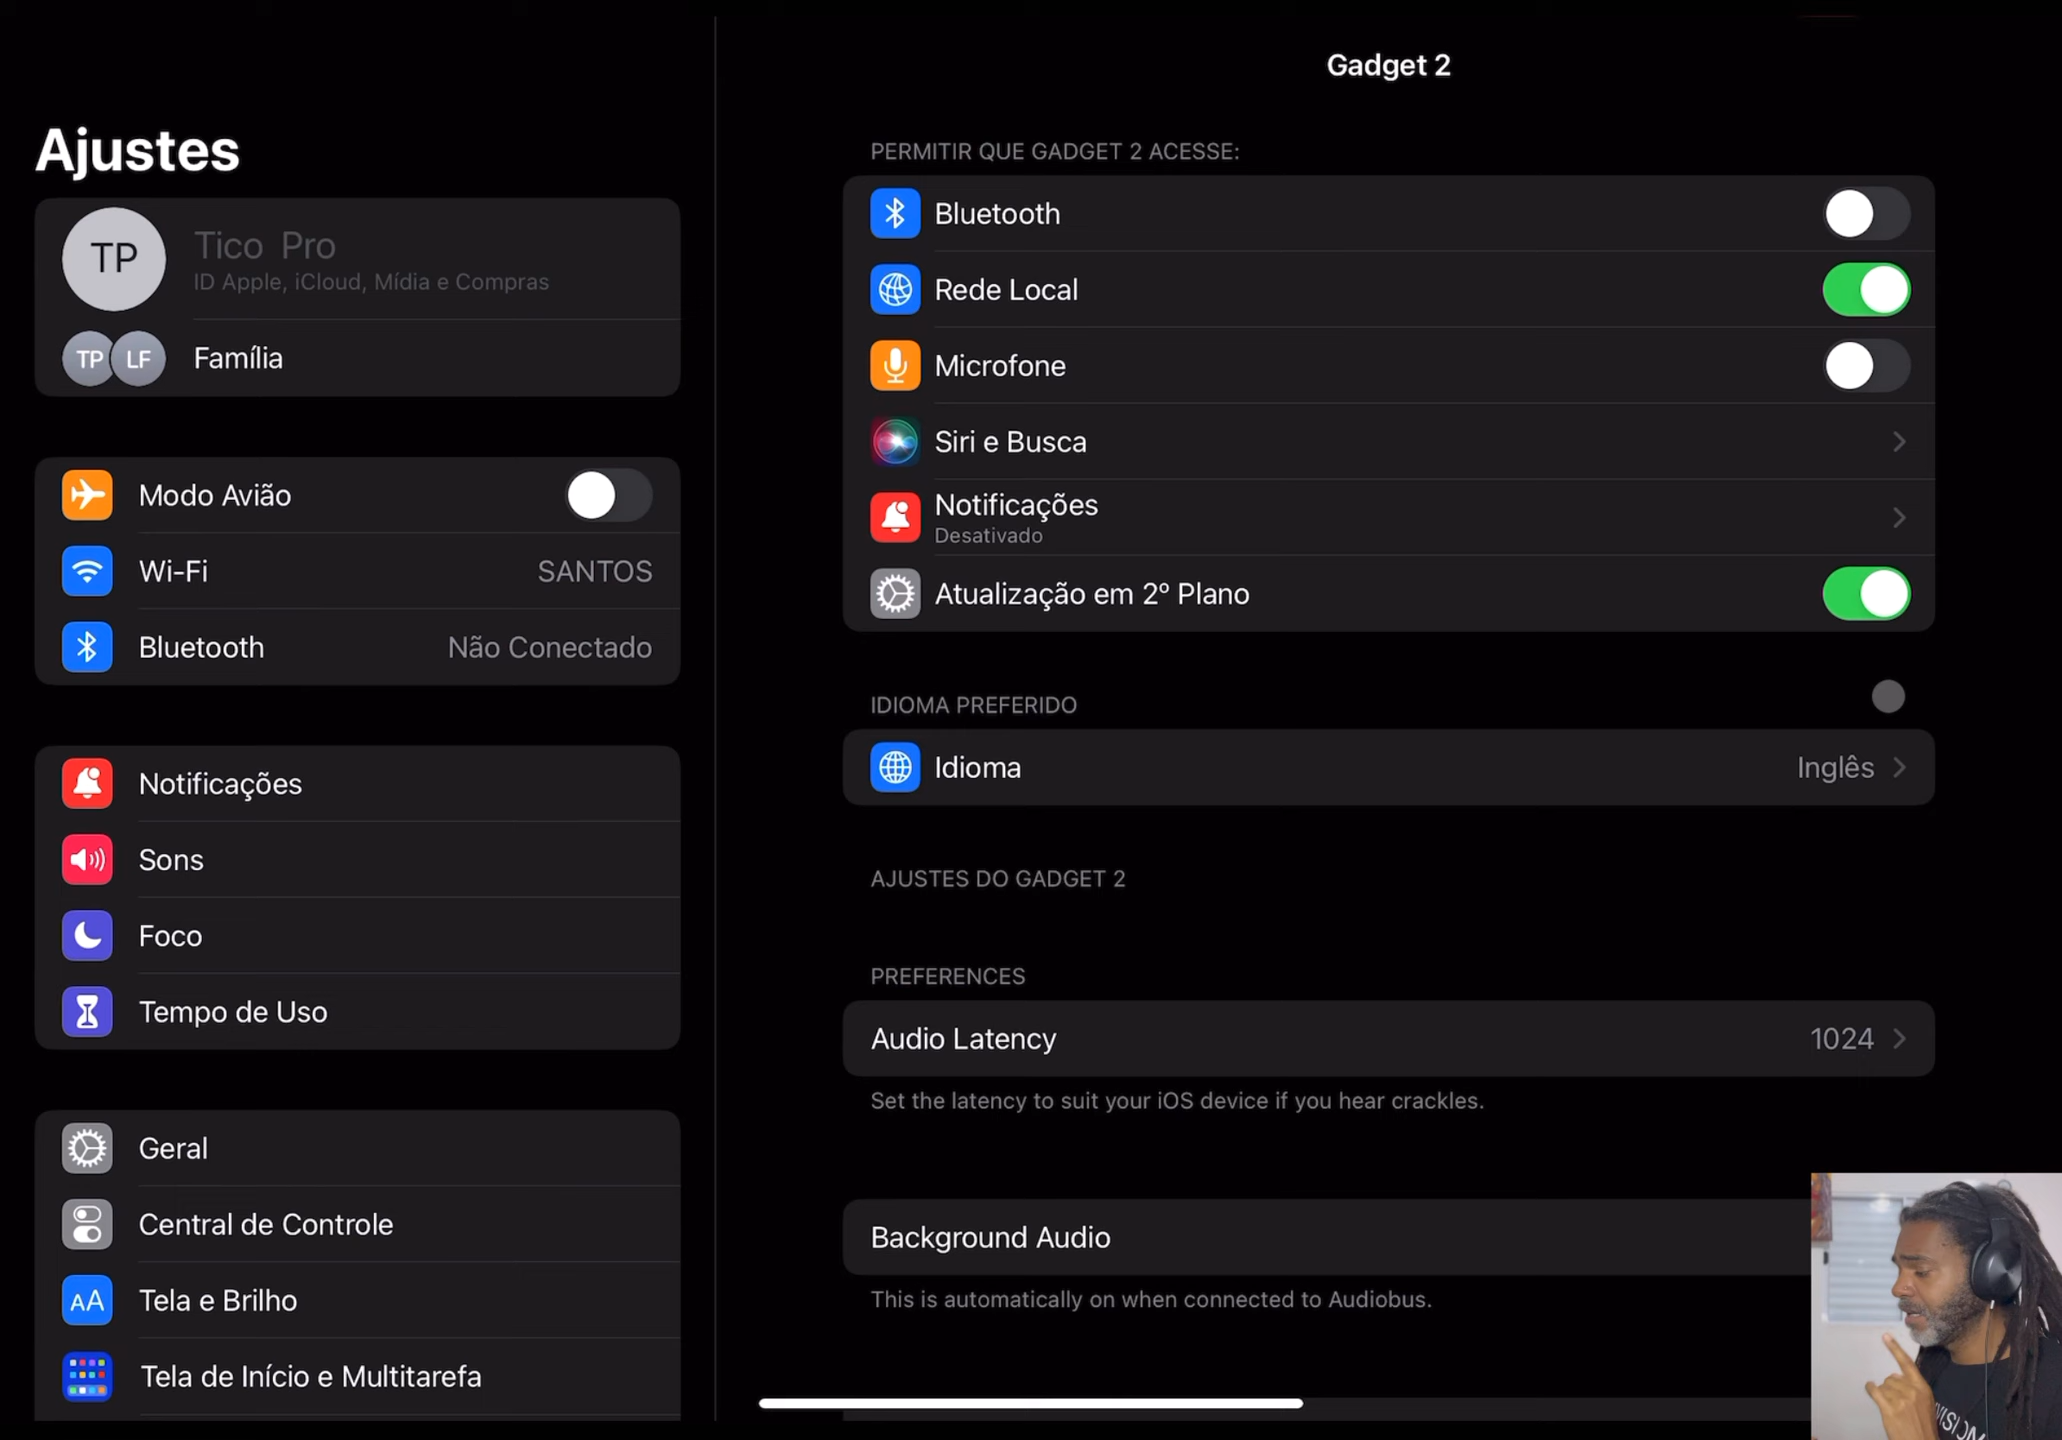 Ajustes
TP
Tico Pro
ID Apple, iCloud, Mídia e Compras
TP LF Família
Modo Avião
Wi-Fi SANTOS
Bluetooth Não Conectado
Notificações
Sons
Foco
Tempo de Uso
Geral
Central de Controle
AA Tela e Brilho
Tela de Início e Multitarefa
Gadget 2
PERMITIR QUE GADGET 2 ACESSE:
Bluetooth
Rede Local
Microfone
Siri e Busca
Notificações
Desativado
Atualização em 2º Plano
IDIOMA PREFERIDO
Idioma Inglês
AJUSTES DO GADGET 2
PREFERENCES
Audio Latency 1024
Set the latency to suit your iOS device if you hear crackles.
Background Audio
This is automatically on when connected to Audiobus.